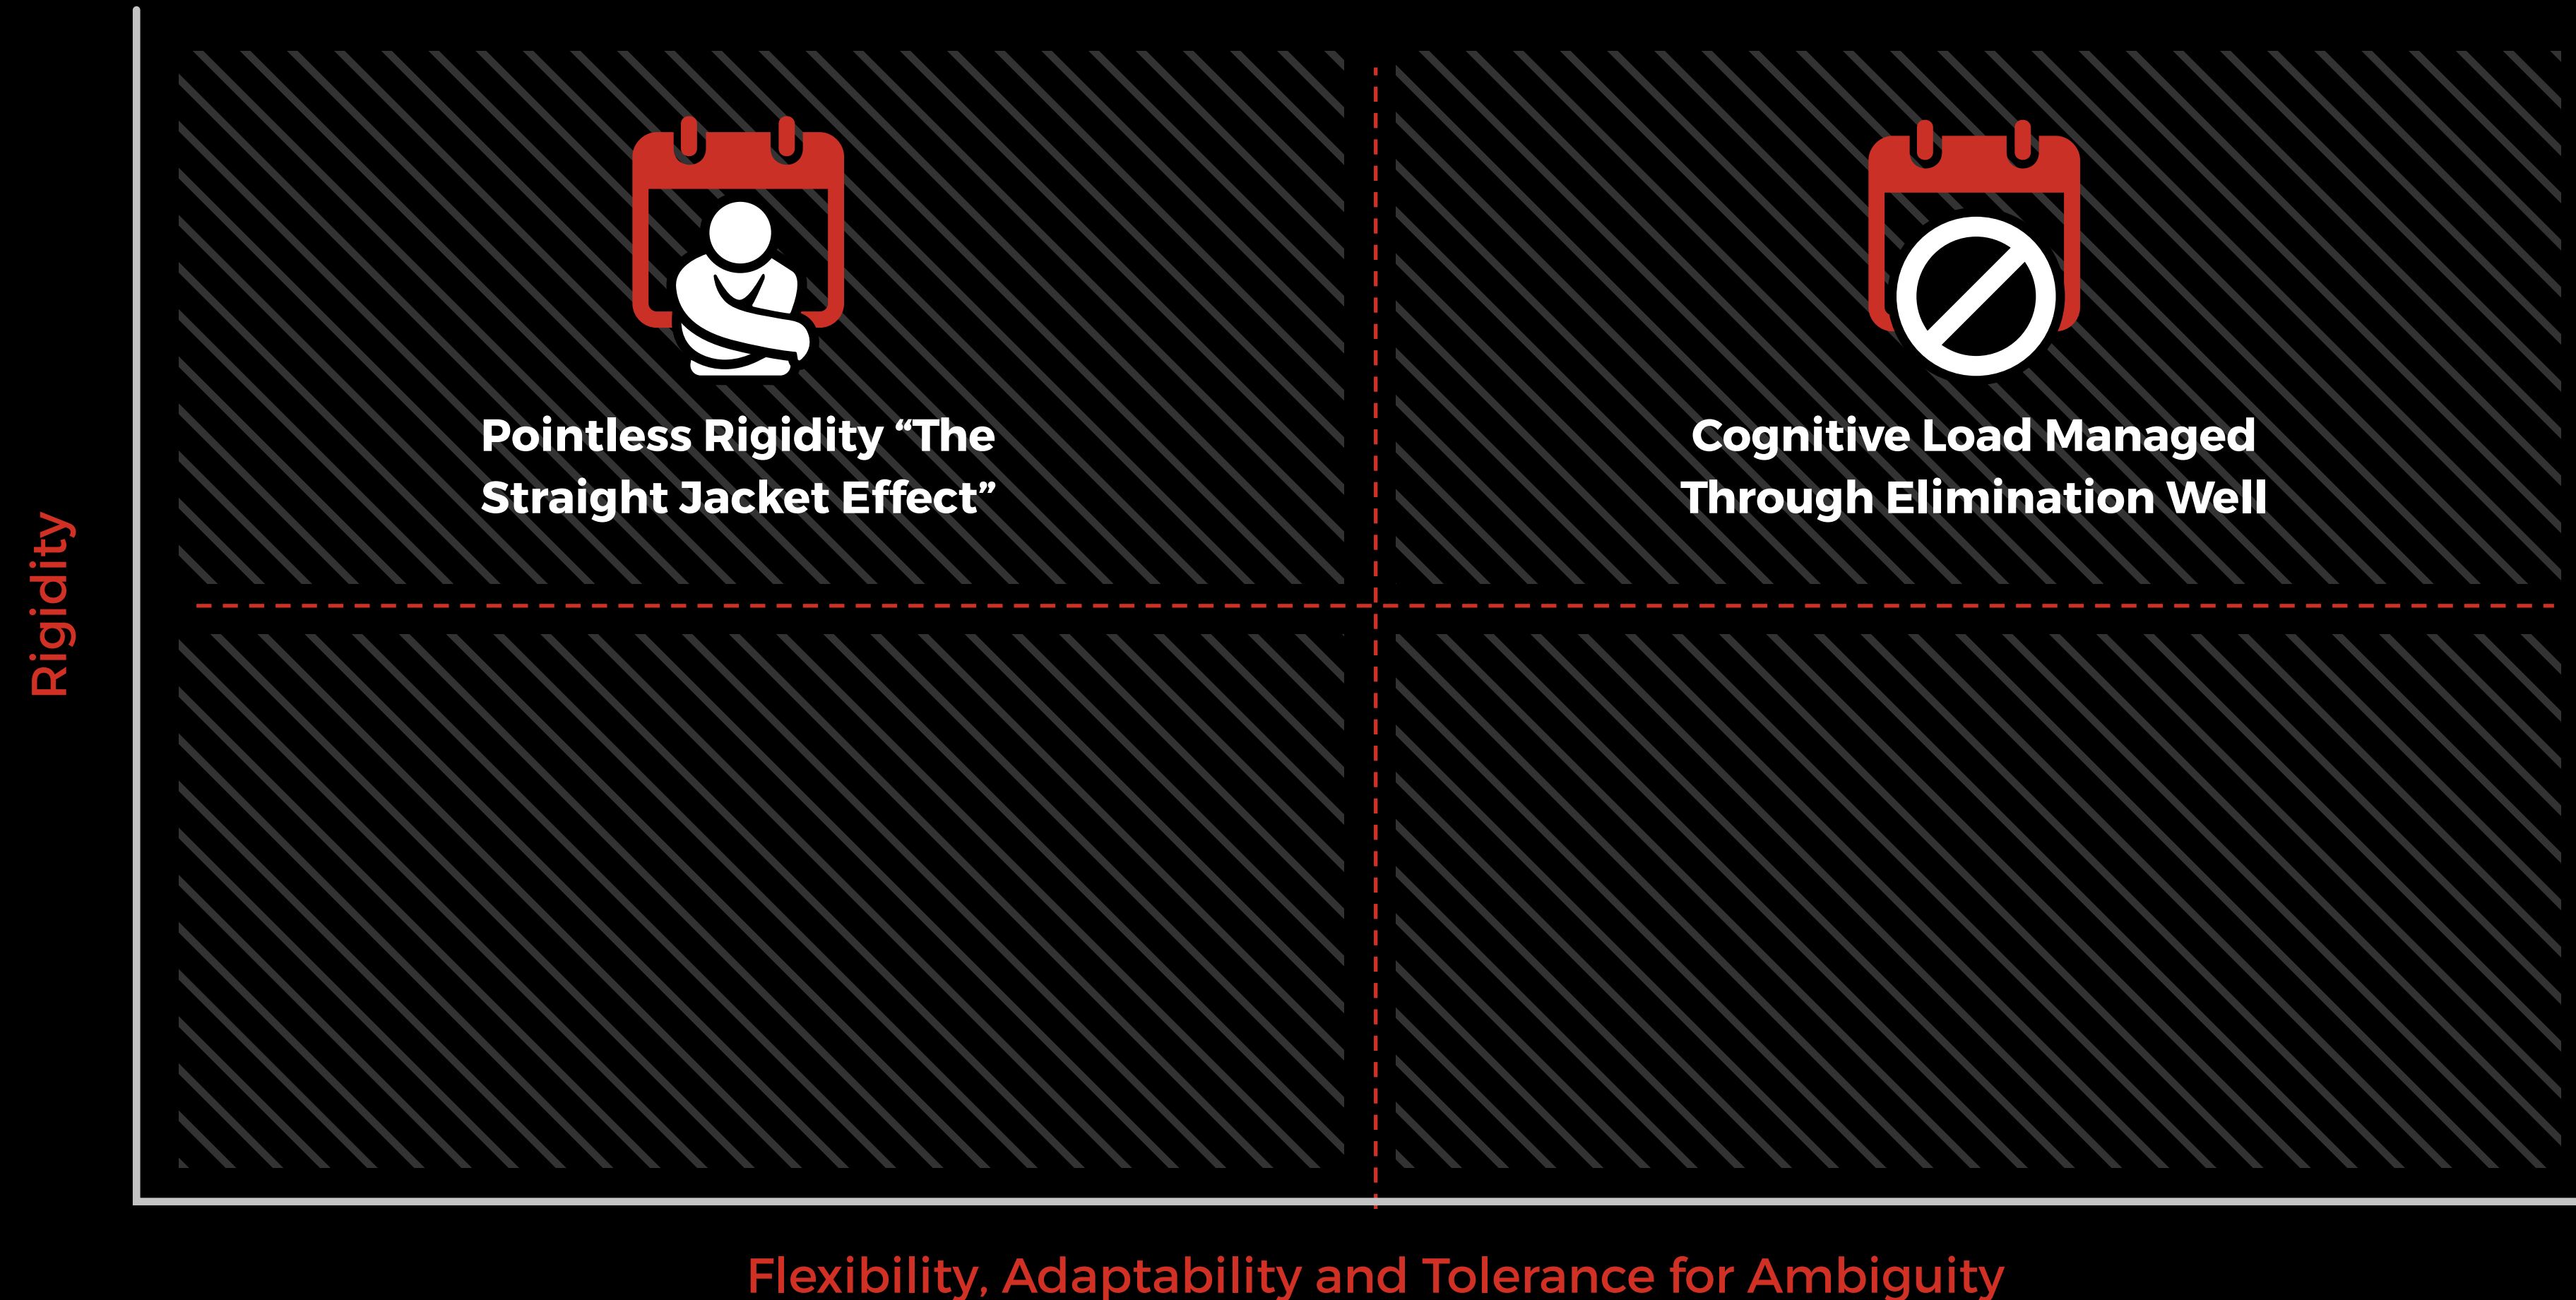 Pointless Rigidity “The
Straight Jacket Effect”
Cognitive Load Managed
Through Elimination Well
Rigidity
Flexibility, Adaptability and Tolerance for Ambiguity